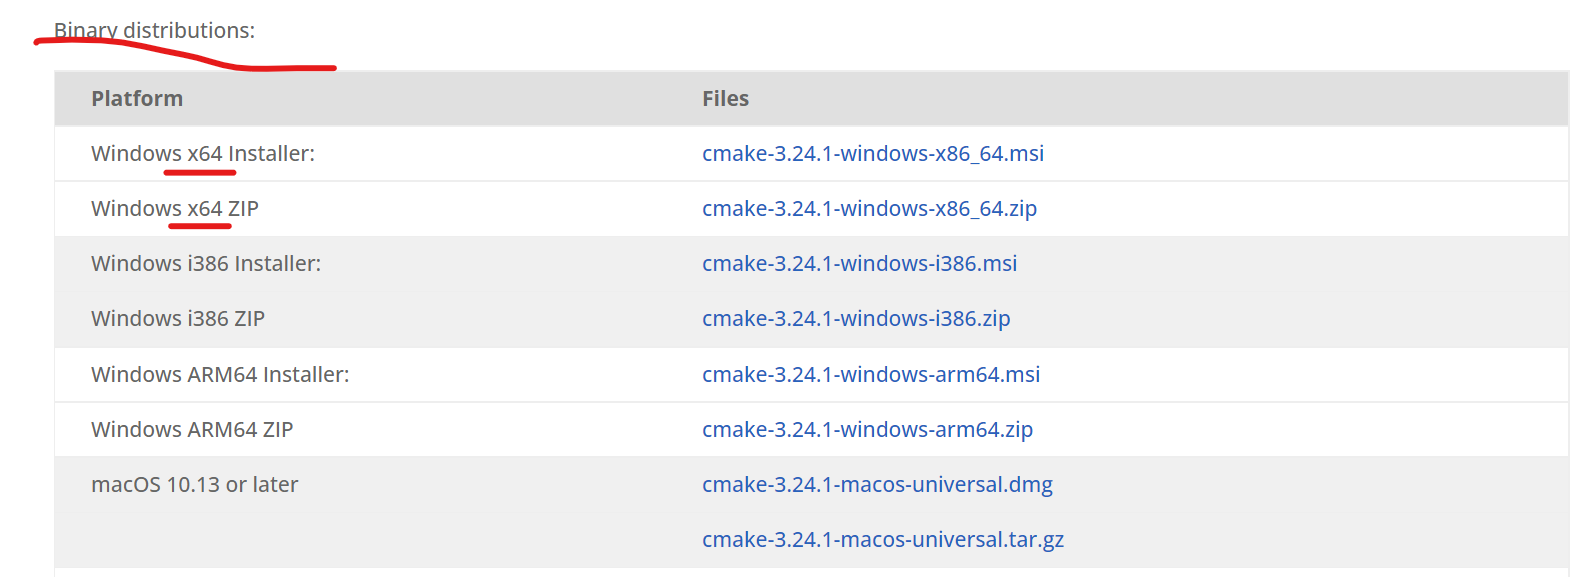 Binary distributions:
Platform Files
Windows x64 Installer: cmake-3.24.1-windows-x86_64.msi
Windows x64 ZIP cmake-3.24.1-windows-x86_64.zip
Windows i386 Installer: cmake-3.24.1-windows-i386.msi
Windows i386 ZIP cmake-3.24.1-windows-i386.zip
Windows ARM64 Installer: cmake-3.24.1-windows-arm64.msi
Windows ARM64 ZIP cmake-3.24.1-windows-arm64.zip
macOS 10.13 or later cmake-3.24.1-macos-universal.dmg
cmake-3.24.1-macos-universal.tar.gz